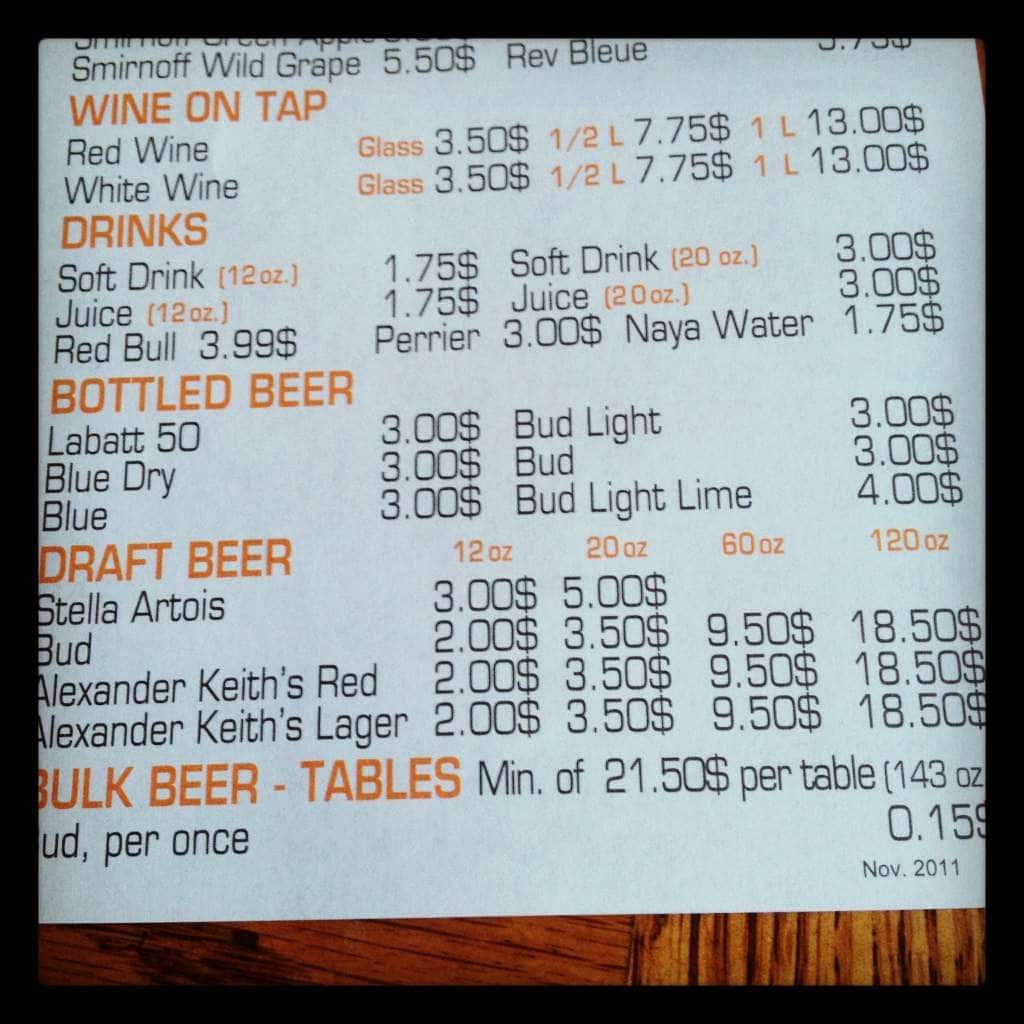 Smirnoff Green Apple
Smirnoff Wild Grape 5.50$ Rev Bleue
WINE ON TAP
Red Wine Glass 3.50$ 1/2 L 7.75$ 1 L 13.00$
White Wine Glass 3.50$ 1/2 L 7.75$ 1 L 13.00$
DRINKS
Soft Drink (12 oz.) 1.75$ Soft Drink (20 oz.) 3.00$
Juice (12 oz.) 1.75$ Juice (20 oz.) 3.00$
Red Bull 3.99$ Perrier 3.00$ Naya Water 1.75$
BOTTLED BEER
Labatt 50 3.00$ Bud Light 3.00$
Blue Dry 3.00$ Bud 3.00$
Blue 3.00$ Bud Light Lime 4.00$
DRAFT BEER 12 oz 20 oz 60 oz 120 oz
Stella Artois 3.00$ 5.00$
Bud 2.00$ 3.50$ 9.50$ 18.50$
Alexander Keith's Red 2.00$ 3.50$ 9.50$ 18.50$
Alexander Keith's Lager 2.00$ 3.50$ 9.50$ 18.50$
BULK BEER - TABLES Min. of 21.50$ per table (143 oz
ud, per once 0.15$
Nov. 2011